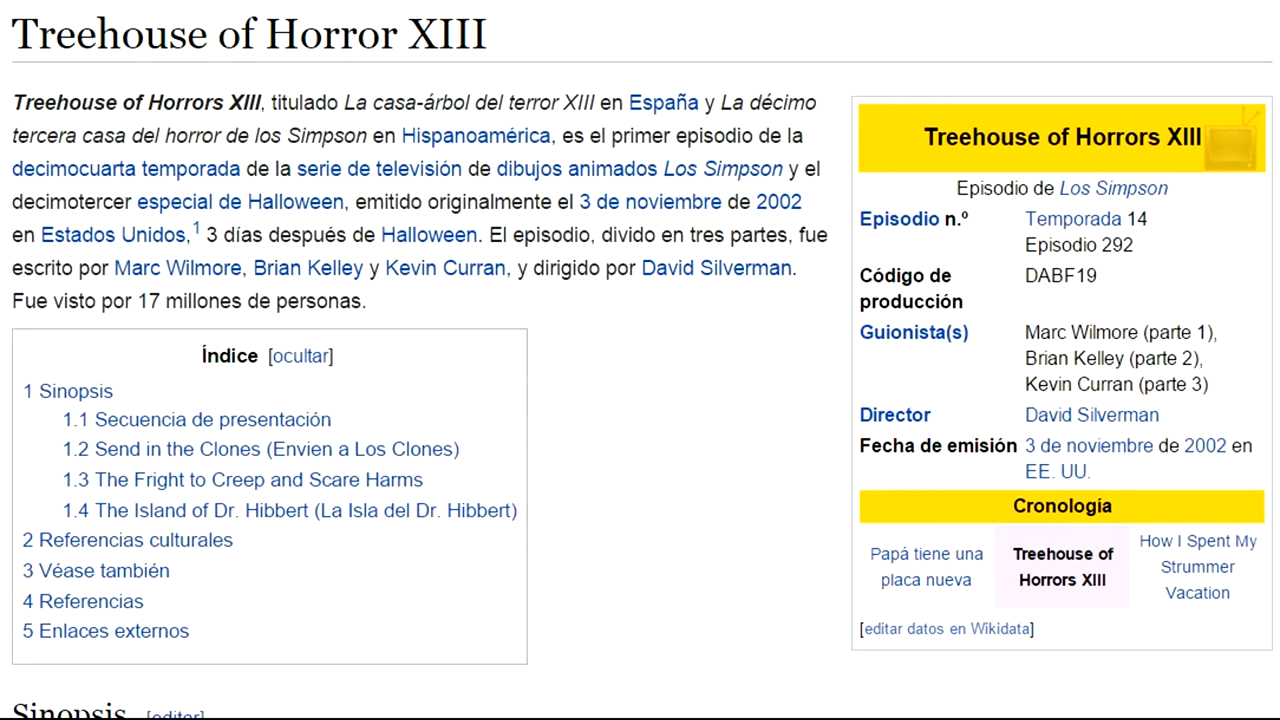 Treehouse of Horror XIII
Treehouse of Horrors XIII, titulado La casa-árbol del terror XIII en España y La décimo
tercera casa del horror de los Simpson en Hispanoamérica, es el primer episodio de la
decimocuarta temporada de la serie de televisión de dibujos animados Los Simpson y el
decimotercer especial de Halloween, emitido originalmente el 3 de noviembre de 2002
en Estados Unidos,1 3 días después de Halloween. El episodio, divido en tres partes, fue
escrito por Marc Wilmore, Brian Kelley y Kevin Curran, y dirigido por David Silverman.
Fue visto por 17 millones de personas.
Índice [ocultar]
1 Sinopsis
1.1 Secuencia de presentación
1.2 Send in the Clones (Envien a Los Clones)
1.3 The Fright to Creep and Scare Harms
1.4 The Island of Dr. Hibbert (La Isla del Dr. Hibbert)
2 Referencias culturales
3 Véase también
4 Referencias
5 Enlaces externos
Sinopsis [editar]
Treehouse of Horrors XIII
Episodio de Los Simpson
Episodio n.º Temporada 14
Episodio 292
Código de DABF19
producción
Guionista(s) Marc Wilmore (parte 1),
Brian Kelley (parte 2),
Kevin Curran (parte 3)
Director David Silverman
Fecha de emisión 3 de noviembre de 2002 en
EE. UU.
Cronología
Papá tiene una
placa nueva
Treehouse of
Horrors XIII
How I Spent My
Strummer
Vacation
[editar datos en Wikidata]